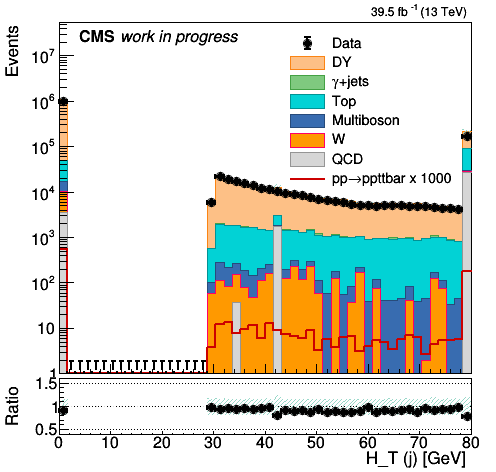 39.5 fb⁻¹ (13 TeV)
CMS work in progress
Events
10⁷
10⁶
10⁵
10⁴
10³
10²
10
1
Data
DY
γ+jets
Top
Multiboson
W
QCD
pp→ppttbar x 1000
Ratio
1.5
1
0.5
0 10 20 30 40 50 60 70 80
H_T (j) [GeV]